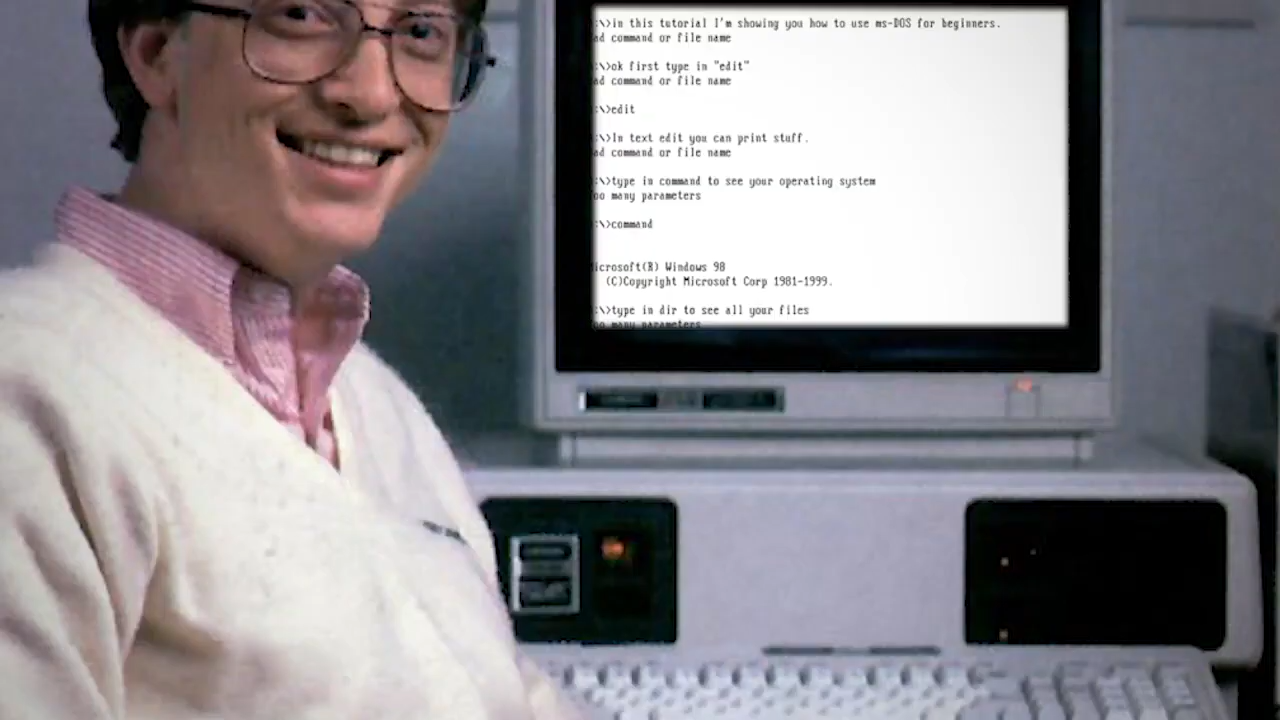 :\>in this tutorial I'm showing you how to use ms-DOS for beginners.
ad command or file name
:\>ok first type in "edit"
ad command or file name
:\>edit
:\>In text edit you can print stuff.
ad command or file name
:\>type in command to see your operating system
oo many parameters
:\>command
icrosoft(R) Windows 98
(C)Copyright Microsoft Corp 1981-1999.
:\>type in dir to see all your files
oo many parameters